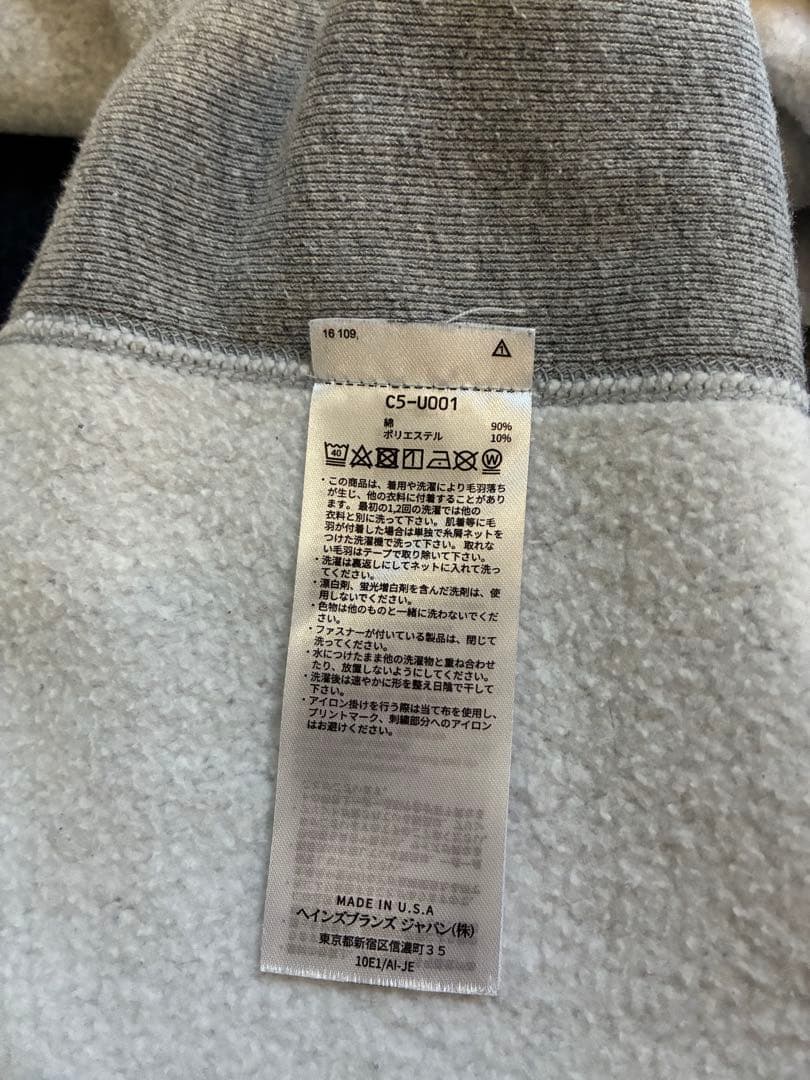 16 109,
1
C5-U001
綿 90%
ポリエステル 10%
40 W
・この商品は、着用や洗濯により毛羽落ち
が生じ、他の衣料に付着することがあり
ます。 最初の1,2回の洗濯では他の
衣料と別に洗って下さい。 肌着等に毛
羽が付着した場合は単独で糸屑ネットを
つけた洗濯機で洗って下さい。 取れな
い毛羽はテープで取り除いて下さい。
・洗濯は裏返しにしてネットに入れて洗っ
てください。
・漂白剤、蛍光増白剤を含んだ洗剤は、使
用しないでください。
・色物は他のものと一緒に洗わないでくだ
さい。
・ファスナーが付いている製品は、閉じて
洗ってください。
・水につけたまま他の洗濯物と重ね合わせ
たり、放置しないようにしてください。
・洗濯後は速やかに形を整え日陰で干して
下さい。
・アイロン掛けを行う際は当て布を使用し、
プリントマーク、刺繍部分へのアイロン
はお避けください。
MADE IN U.S.A
ヘインズブランズ ジャパン(株)
東京都新宿区信濃町35
10E1/AI-JE